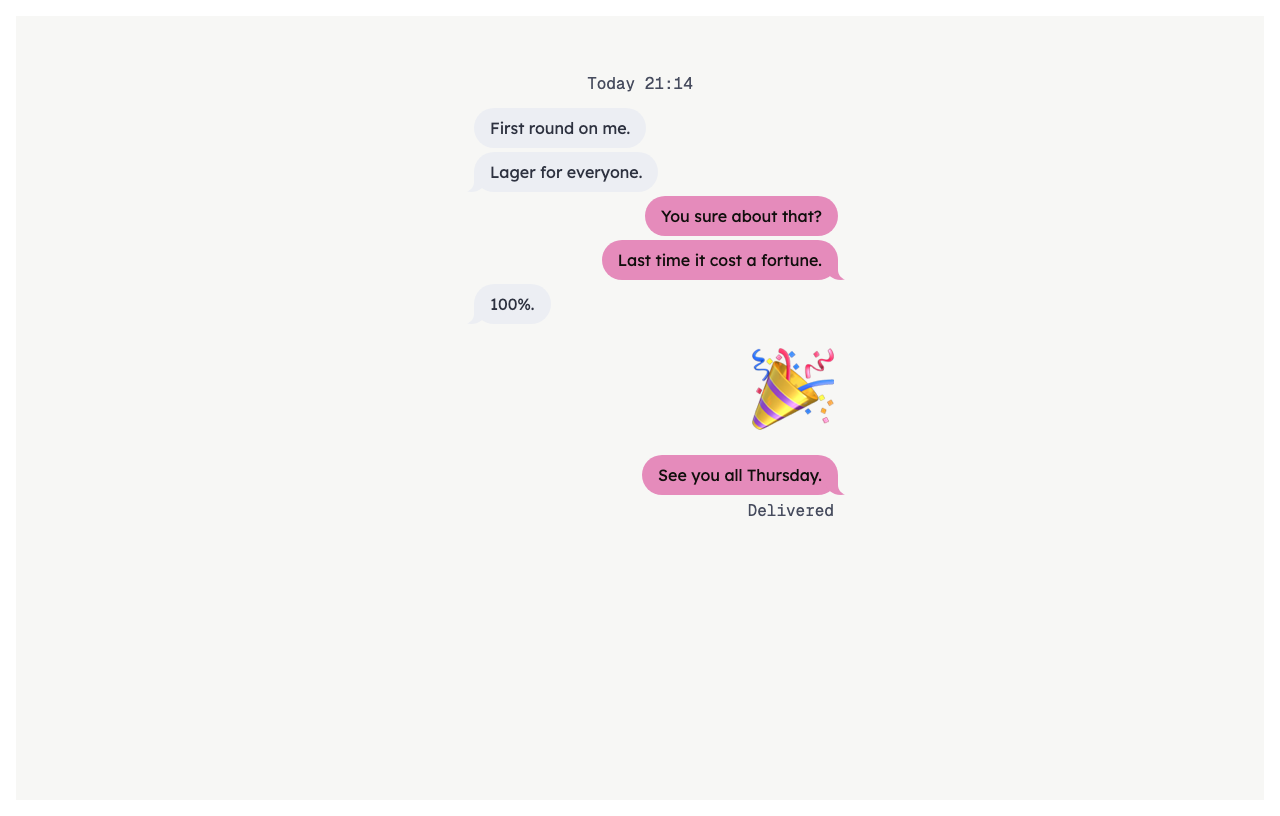 Today 21:14
First round on me.
Lager for everyone.
You sure about that?
Last time it cost a fortune.
100%.
🎉
See you all Thursday.
Delivered